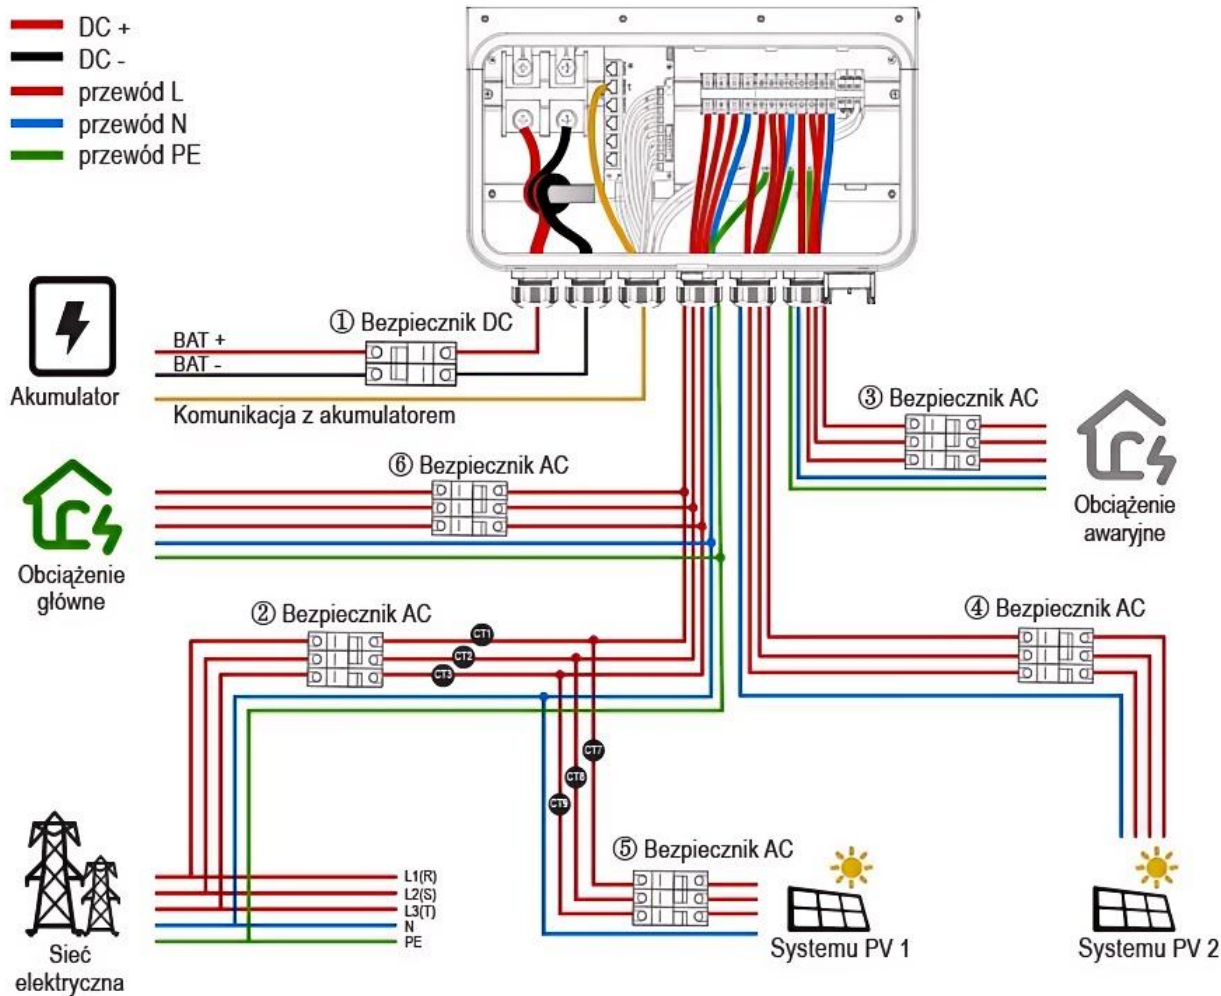 DC +
DC -
przewód L
przewód N
przewód PE
① Bezpiecznik DC
BAT +
BAT -
Akumulator
Komunikacja z akumulatorem
③ Bezpiecznik AC
⑥ Bezpiecznik AC
Obciążenie
awaryjne
Obciążenie
główne
② Bezpiecznik AC
④ Bezpiecznik AC
CT1
CT2
CT3
CT7
CT8
CT9
⑤ Bezpiecznik AC
L1(R)
L2(S)
L3(T)
N
PE
Sieć
elektryczna
Systemu PV 1
Systemu PV 2